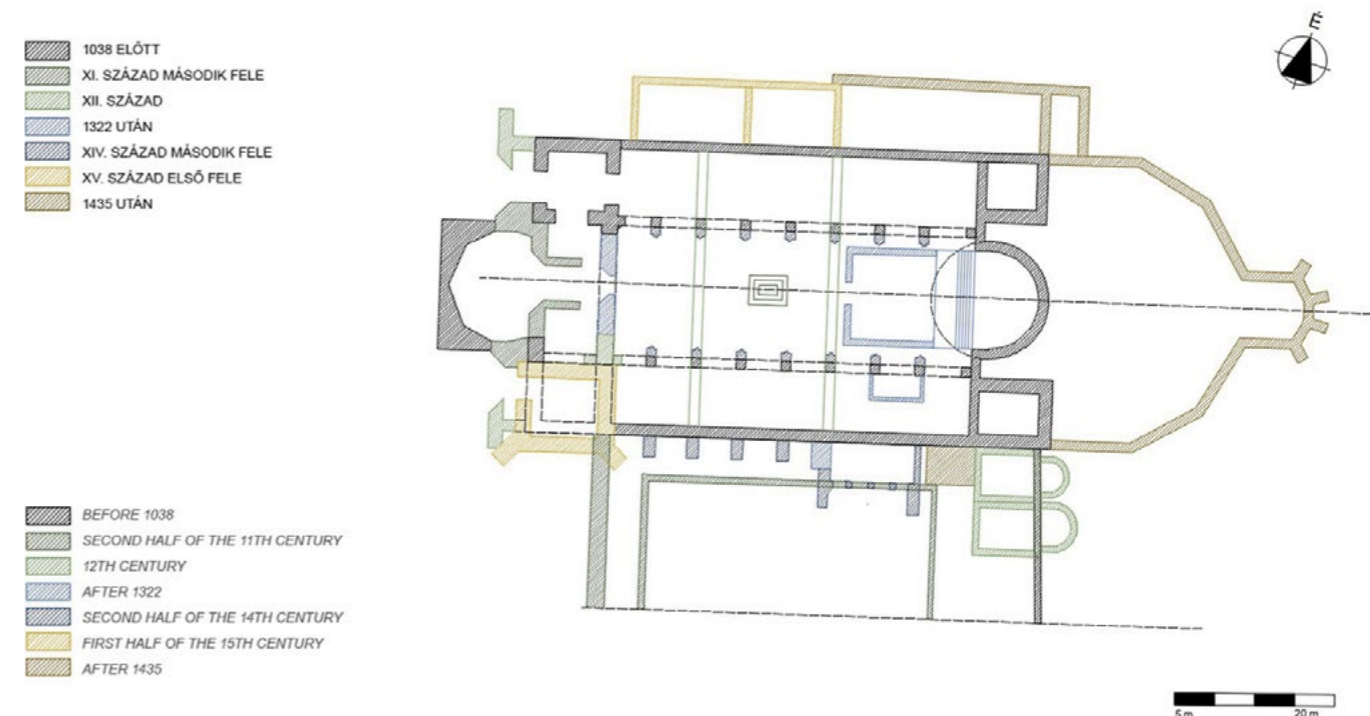 É
1038 ELŐTT
XI. SZÁZAD MÁSODIK FELE
XII. SZÁZAD
1322 UTÁN
XIV. SZÁZAD MÁSODIK FELE
XV. SZÁZAD ELSŐ FELE
1435 UTÁN
BEFORE 1038
SECOND HALF OF THE 11TH CENTURY
12TH CENTURY
AFTER 1322
SECOND HALF OF THE 14TH CENTURY
FIRST HALF OF THE 15TH CENTURY
AFTER 1435
5 m 20 m